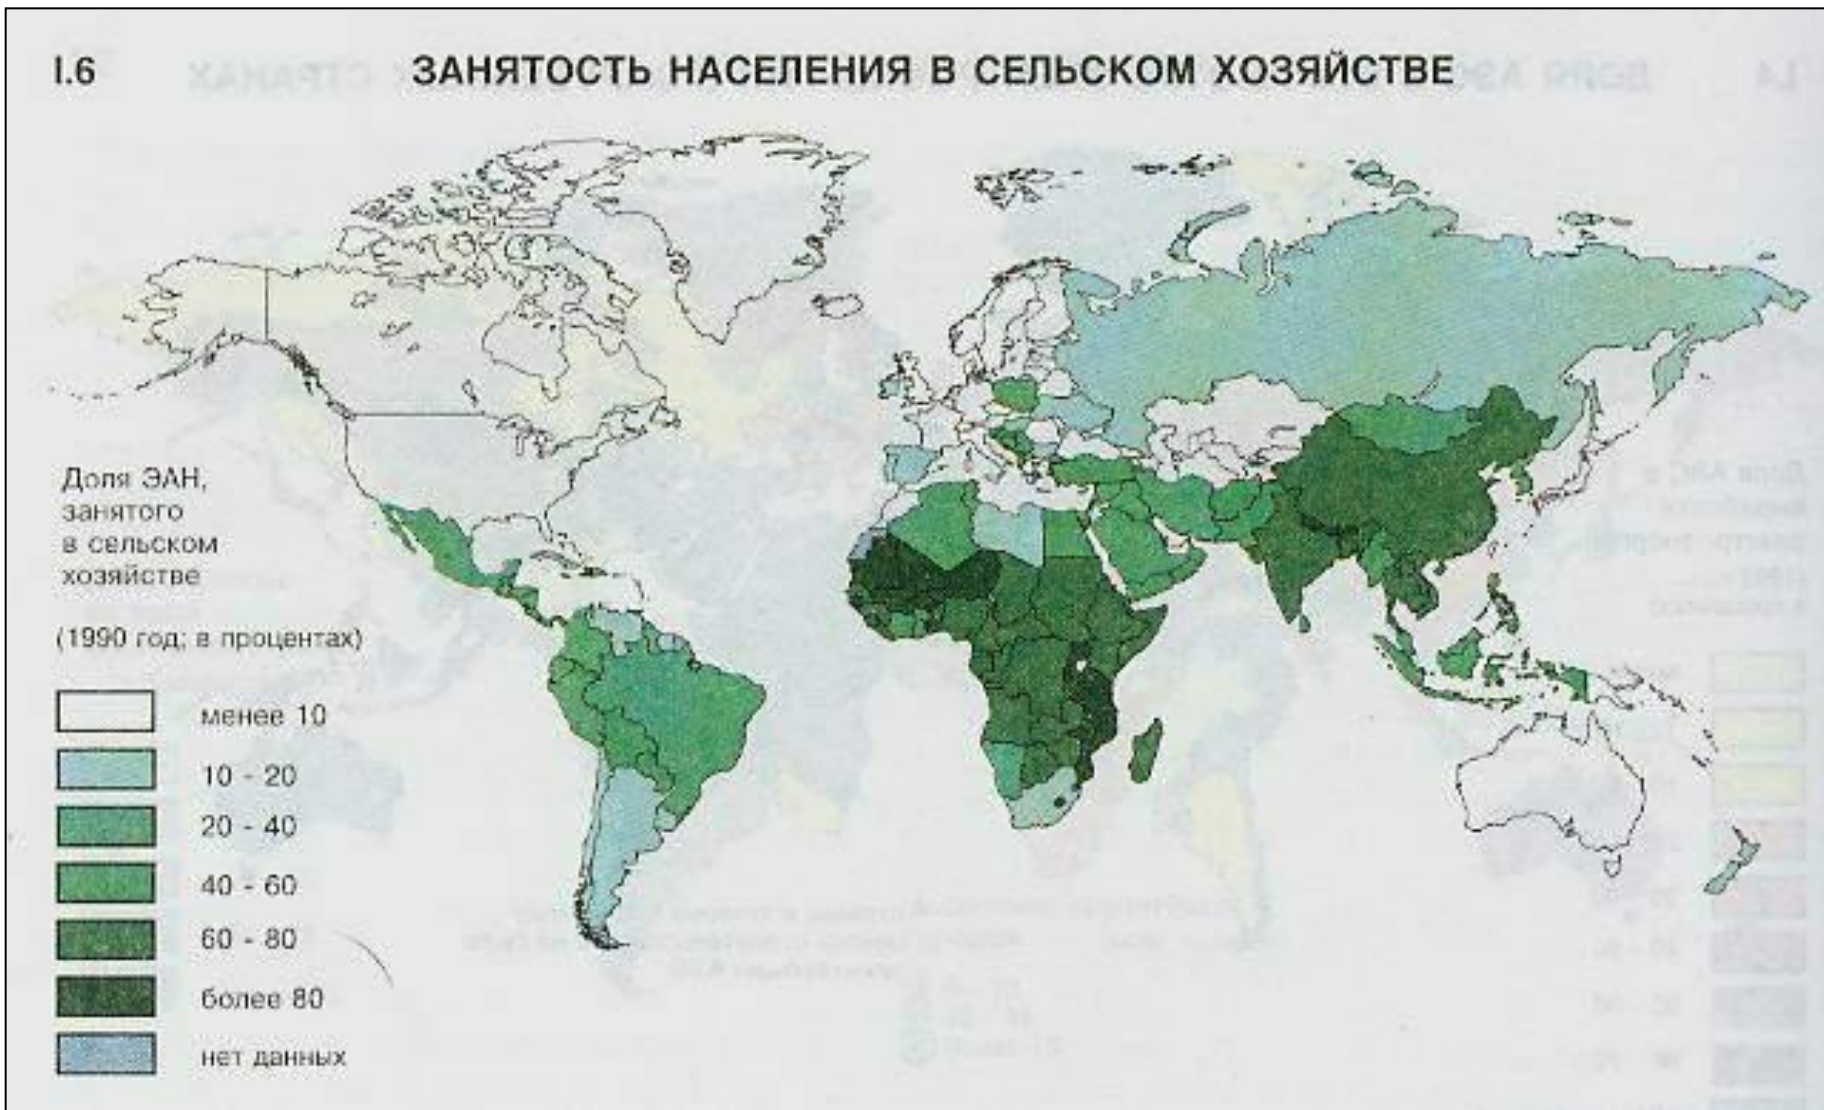 I.6 ЗАНЯТОСТЬ НАСЕЛЕНИЯ В СЕЛЬСКОМ ХОЗЯЙСТВЕ
Доля ЭАН,
занятого
в сельском
хозяйстве
(1990 год; в процентах)
менее 10
10 - 20
20 - 40
40 - 60
60 - 80
более 80
нет данных